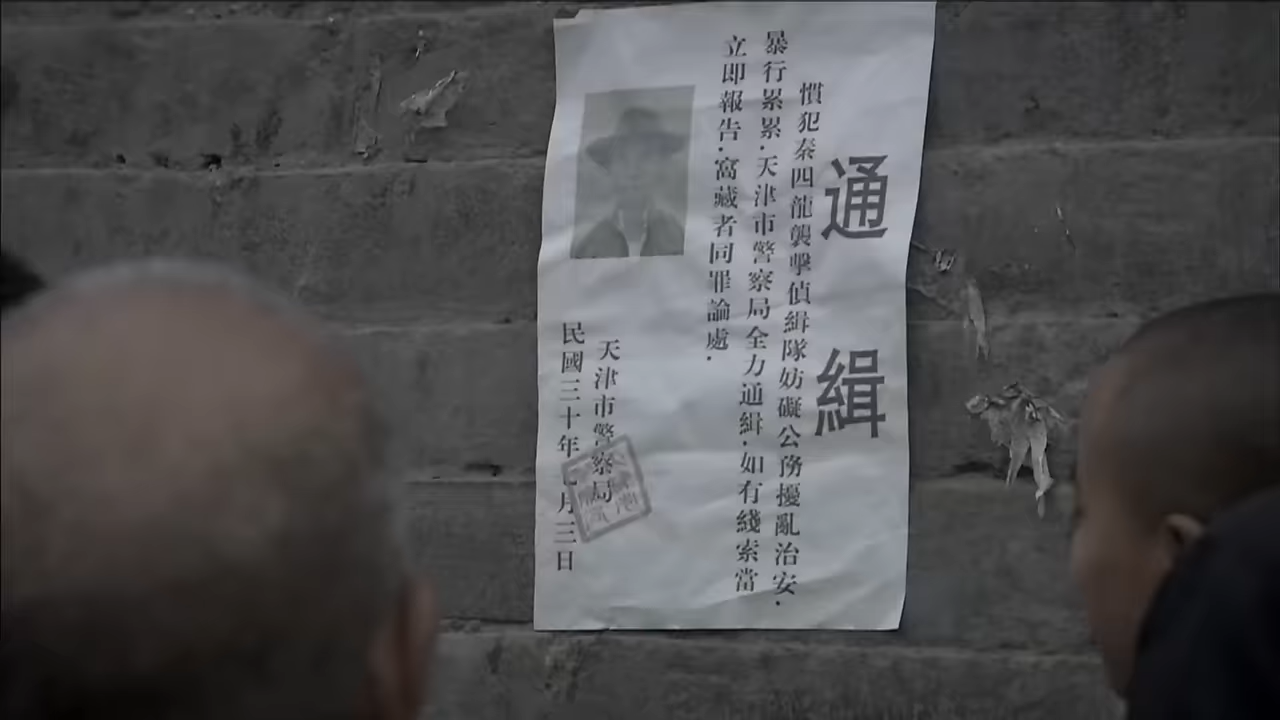 通緝
慣犯秦四龍襲擊偵緝隊妨礙公務擾亂治安．
暴行累累．天津市警察局全力通緝．如有綫索當
立即報告．窩藏者同罪論處．
天津市警察局
民國三十年七月三日